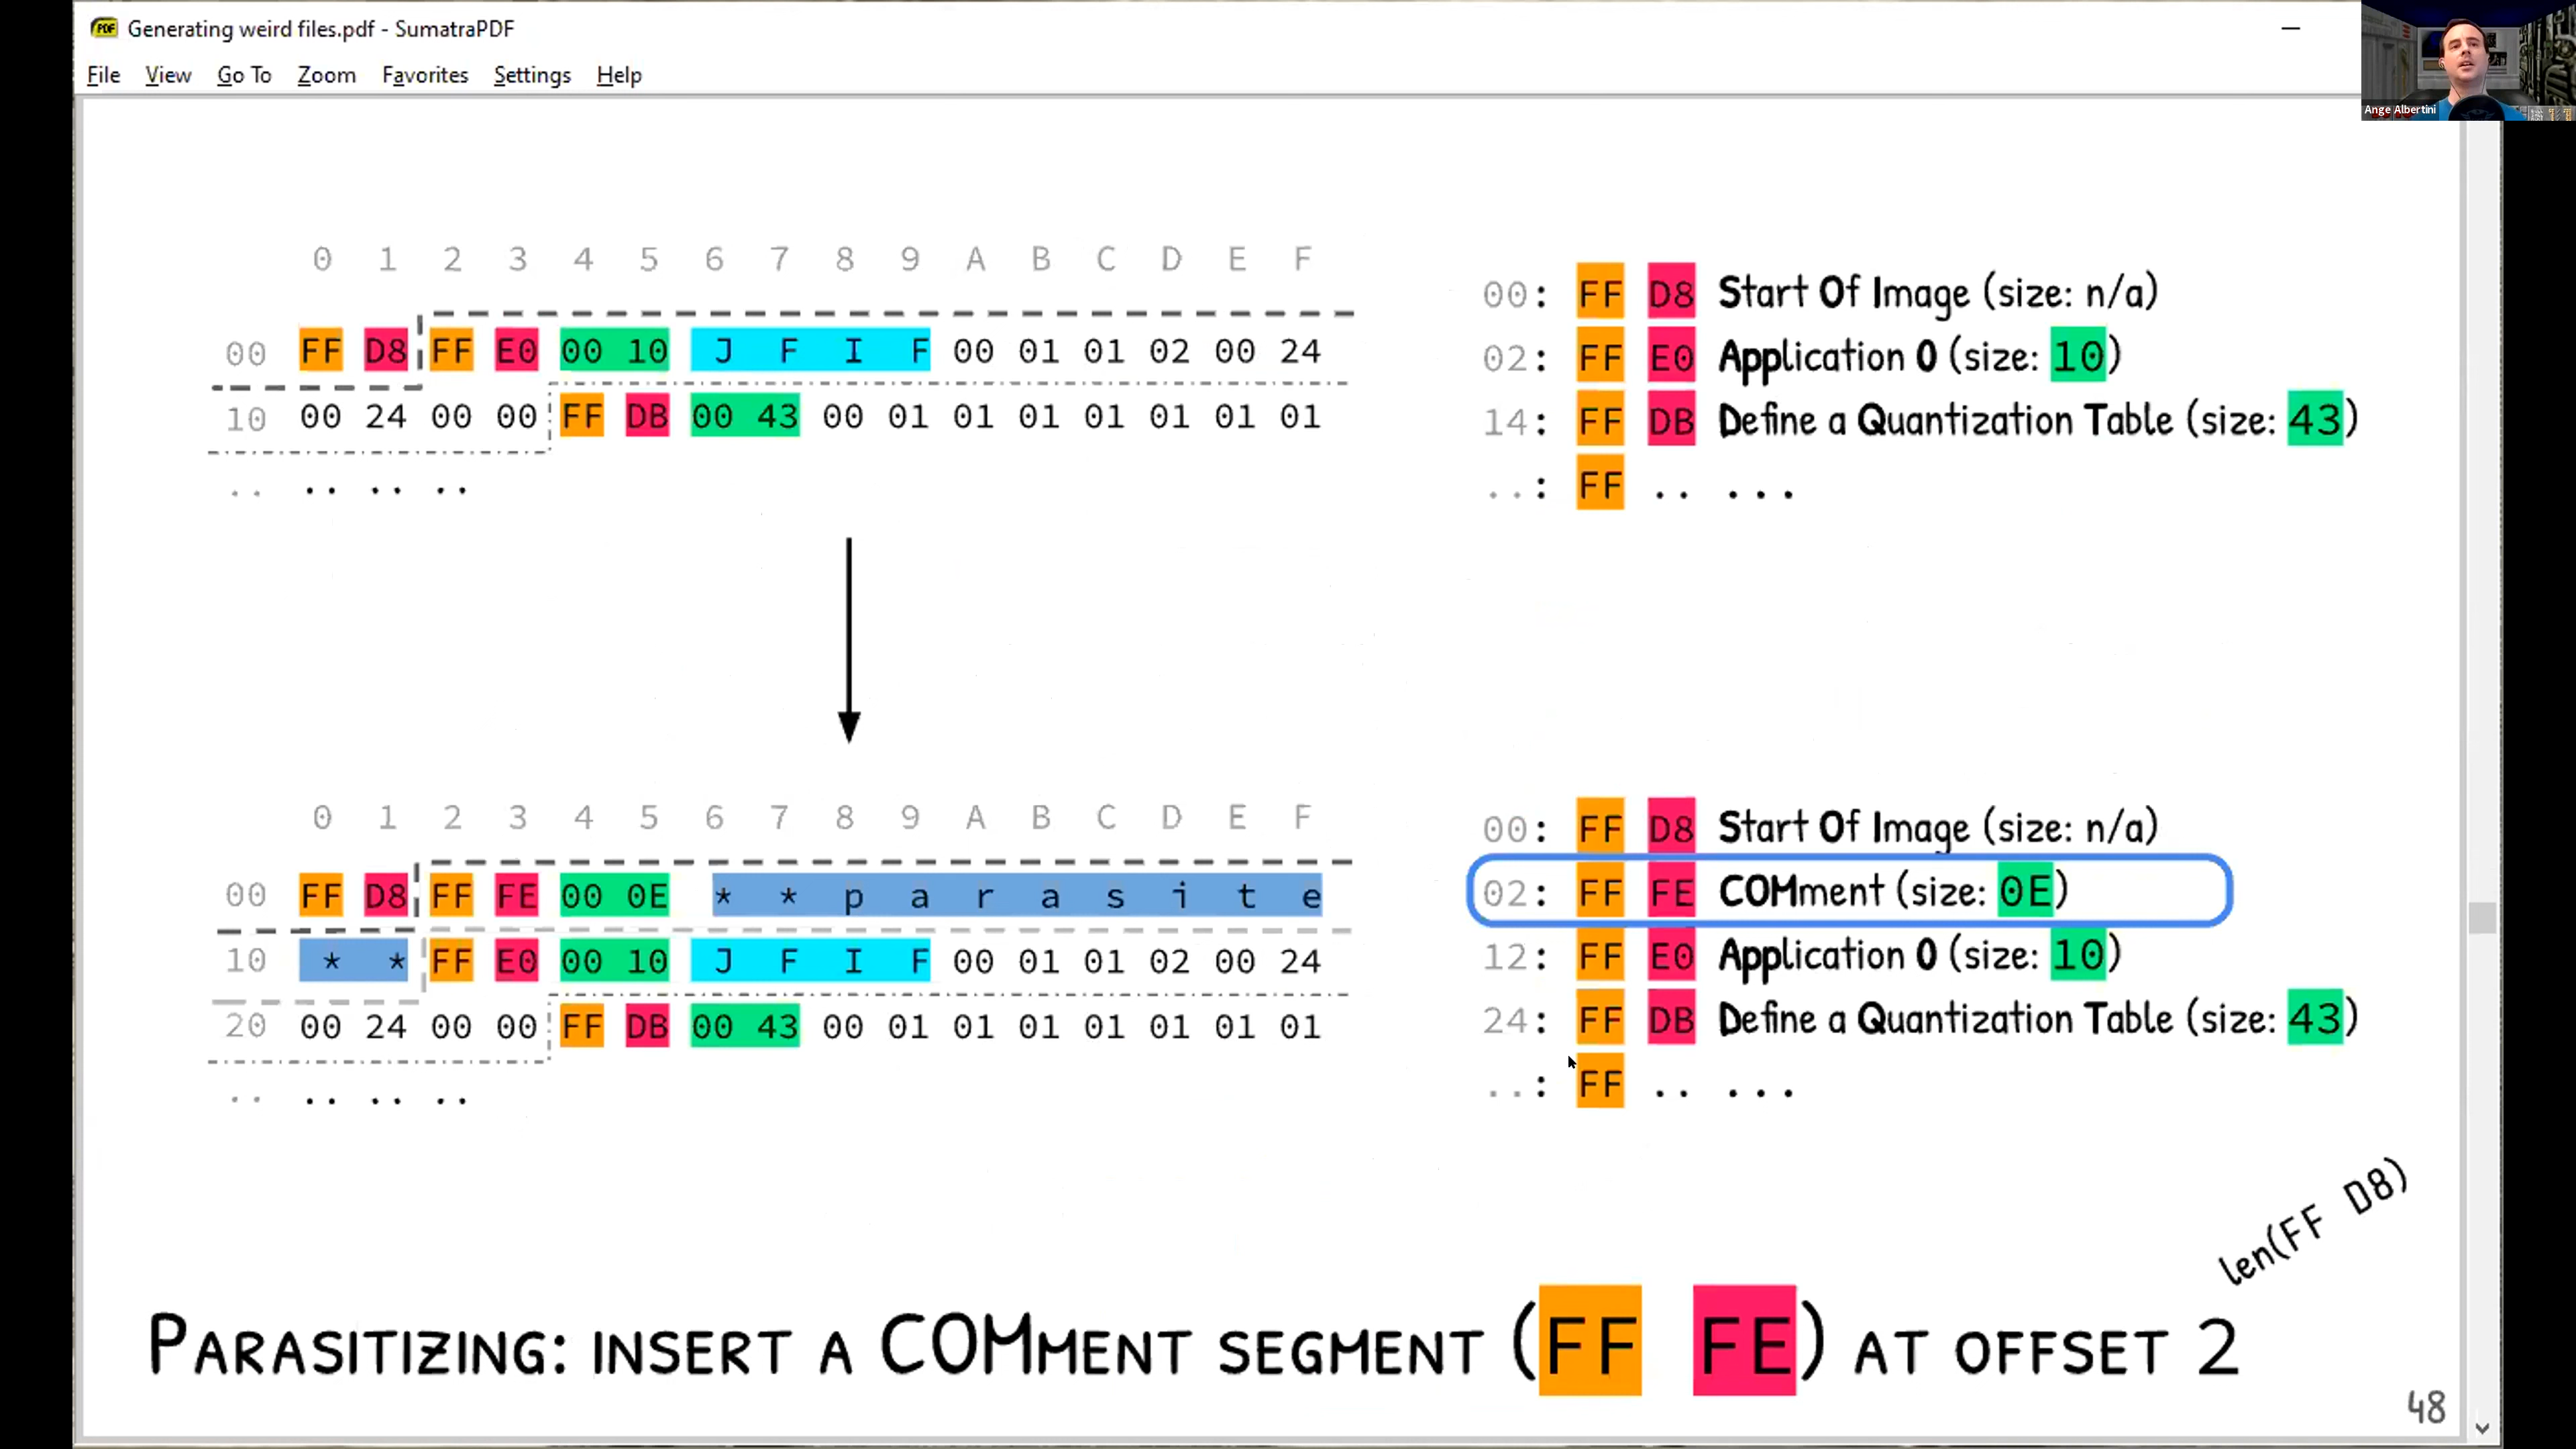 Generating weird files.pdf - SumatraPDF
File View Go To Zoom Favorites Settings Help
Ange Albertini
0 1 2 3 4 5 6 7 8 9 A B C D E F
00 FF D8 FF E0 00 10 J F I F 00 01 01 02 00 24
10 00 24 00 00 FF DB 00 43 00 01 01 01 01 01 01 01
.. .. .. ..
00: FF D8 Start Of Image (size: n/a)
02: FF E0 Application 0 (size: 10)
14: FF DB Define a Quantization Table (size: 43)
..: FF .. ...
0 1 2 3 4 5 6 7 8 9 A B C D E F
00 FF D8 FF FE 00 0E * * p a r a s i t e
10 * * FF E0 00 10 J F I F 00 01 01 02 00 24
20 00 24 00 00 FF DB 00 43 00 01 01 01 01 01 01 01
.. .. .. ..
00: FF D8 Start Of Image (size: n/a)
02: FF FE COMment (size: 0E)
12: FF E0 Application 0 (size: 10)
24: FF DB Define a Quantization Table (size: 43)
..: FF .. ...
len(FF D8)
PARASITIZING: INSERT A COMMENT SEGMENT (FF FE) AT OFFSET 2
48